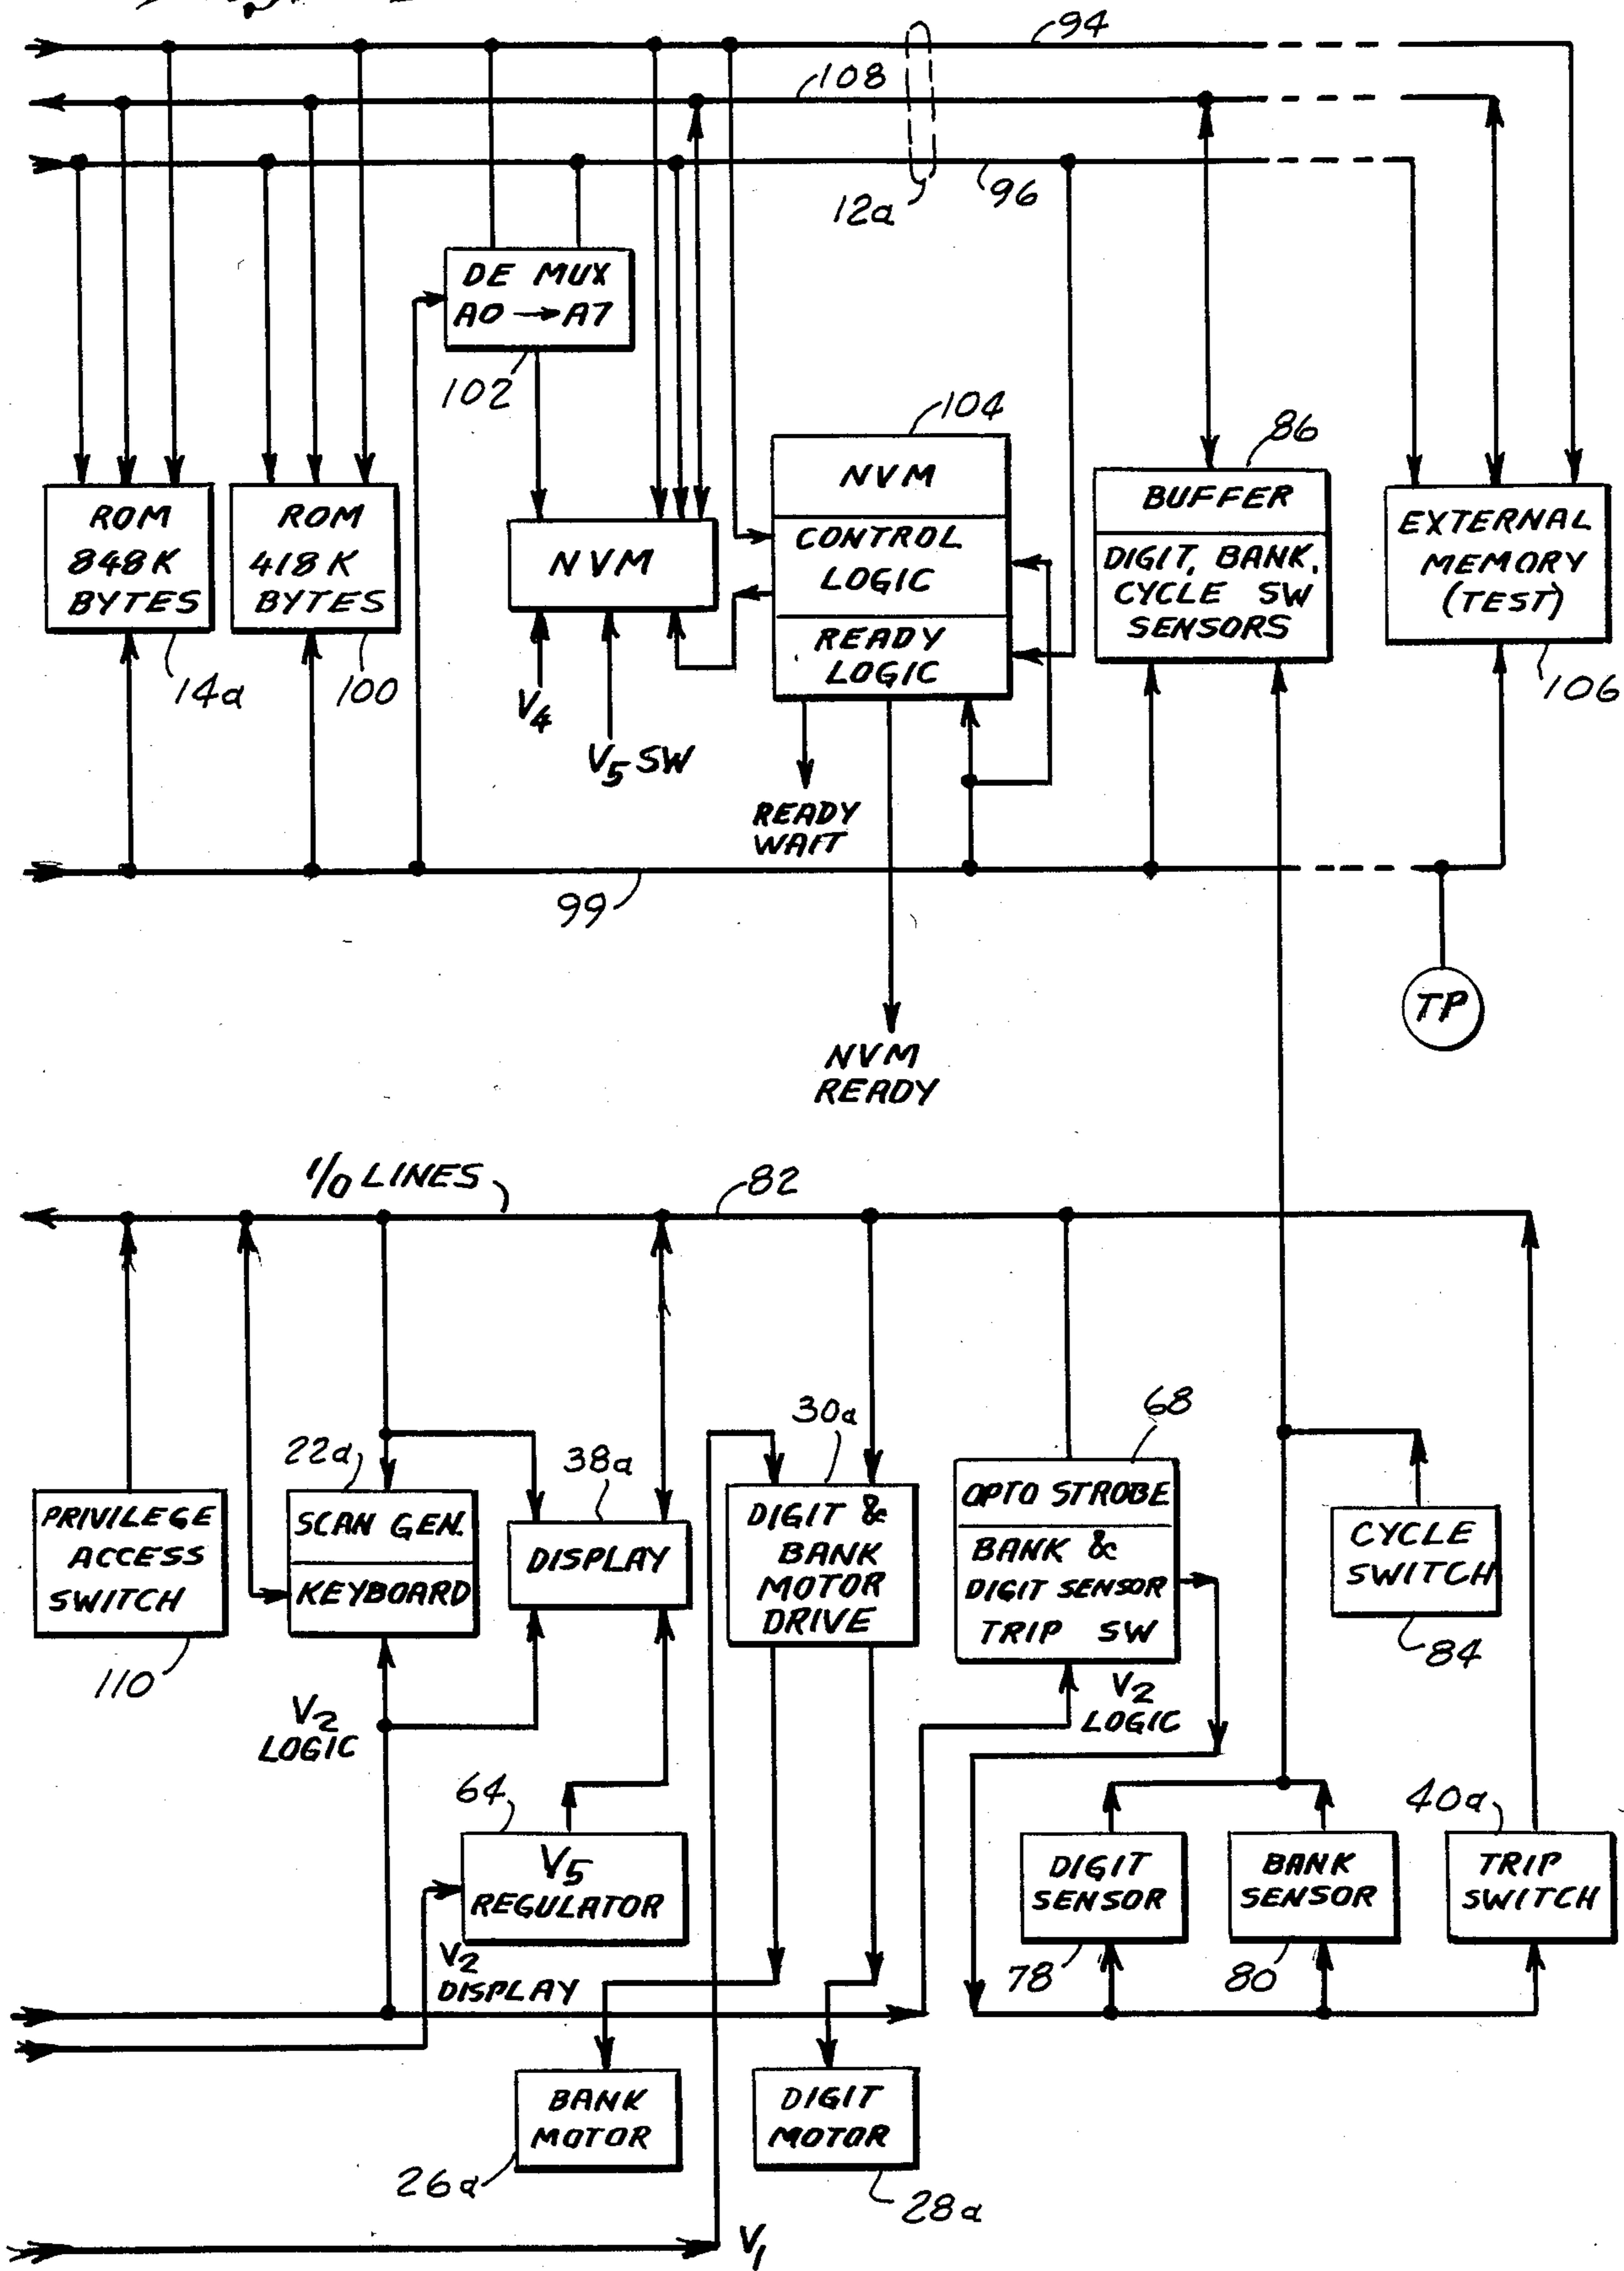 94
108
96
12a
DE MUX
A0 → A7
102
104
86
ROM
848K
BYTES
14a
ROM
418K
BYTES
100
NVM
V4
V5 SW
NVM
CONTROL
LOGIC
READY
LOGIC
READY
WAIT
BUFFER
DIGIT, BANK,
CYCLE SW
SENSORS
EXTERNAL
MEMORY
(TEST)
106
99
TP
NVM
READY
I/O LINES
82
PRIVILEGE
ACCESS
SWITCH
110
22a
SCAN GEN.
KEYBOARD
38a
DISPLAY
30a
DIGIT &
BANK
MOTOR
DRIVE
68
OPTO STROBE
BANK &
DIGIT SENSOR
TRIP SW
CYCLE
SWITCH
84
V2
LOGIC
V2
LOGIC
64
V5
REGULATOR
V2
DISPLAY
DIGIT
SENSOR
78
BANK
SENSOR
80
40a
TRIP
SWITCH
BANK
MOTOR
26a
DIGIT
MOTOR
28a
V1